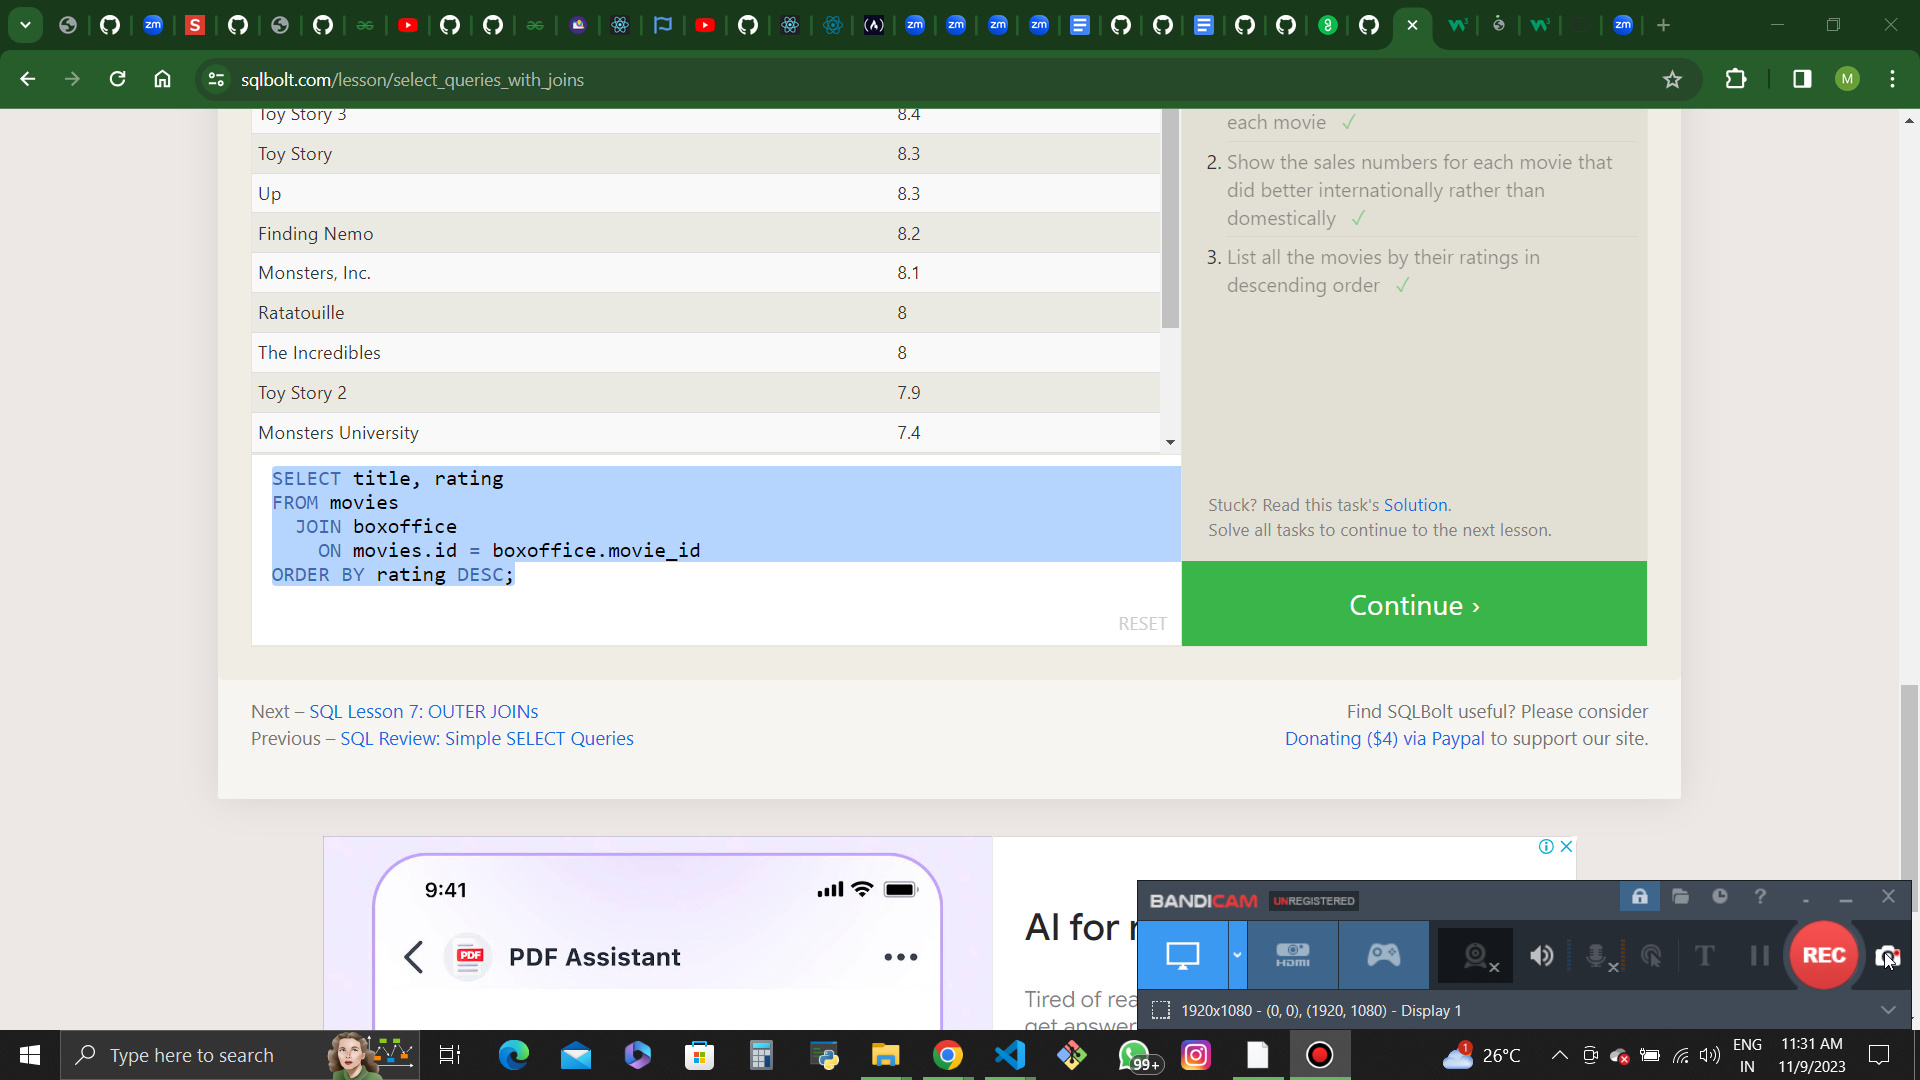 sqlbolt.com/lesson/select_queries_with_joins
M
Toy Story 3 8.4
Toy Story 8.3
Up 8.3
Finding Nemo 8.2
Monsters, Inc. 8.1
Ratatouille 8
The Incredibles 8
Toy Story 2 7.9
Monsters University 7.4
SELECT title, rating
FROM movies
JOIN boxoffice
ON movies.id = boxoffice.movie_id
ORDER BY rating DESC;
RESET
each movie ✓
2. Show the sales numbers for each movie that
did better internationally rather than
domestically ✓
3. List all the movies by their ratings in
descending order ✓
Stuck? Read this task's Solution.
Solve all tasks to continue to the next lesson.
Continue ›
Next – SQL Lesson 7: OUTER JOINs
Previous – SQL Review: Simple SELECT Queries
Find SQLBolt useful? Please consider
Donating ($4) via Paypal to support our site.
9:41
PDF
PDF Assistant
AI for
Tired of
get answer
BANDICAM UNREGISTERED
HDMI
REC
1920x1080 - (0, 0), (1920, 1080) - Display 1
Type here to search
99+
1
26°C
ENG
IN
11:31 AM
11/9/2023